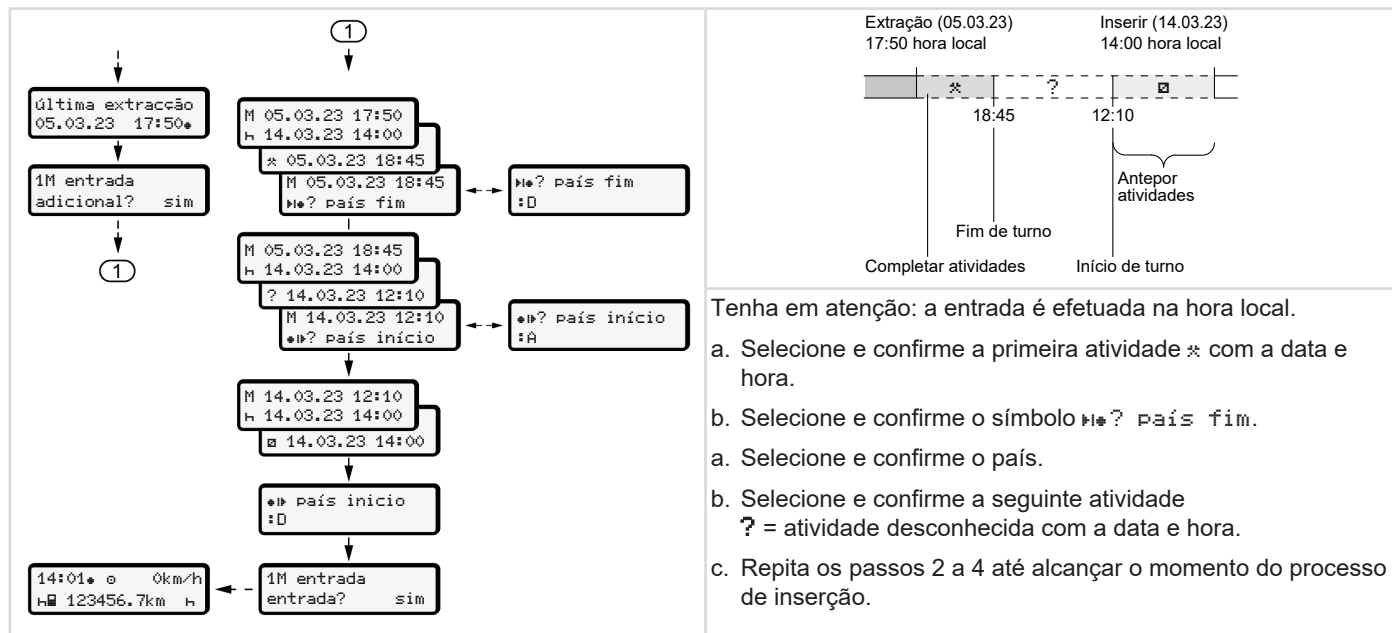 1
última extracção
05.03.23 17:50
1M entrada
adicional? sim
1
M 05.03.23 17:50
14.03.23 14:00
05.03.23 18:45
M 05.03.23 18:45
? país fim
? país fim
:D
M 05.03.23 18:45
14.03.23 14:00
? 14.03.23 12:10
M 14.03.23 12:10
? país início
? país início
:A
M 14.03.23 12:10
14.03.23 14:00
14.03.23 14:00
país inicio
:D
1M entrada
entrada? sim
14:01 0km/h
123456.7km
Extração (05.03.23)
17:50 hora local
Inserir (14.03.23)
14:00 hora local
?
18:45
12:10
Antepor
atividades
Fim de turno
Completar atividades
Início de turno
Tenha em atenção: a entrada é efetuada na hora local.
a. Selecione e confirme a primeira atividade com a data e
hora.
b. Selecione e confirme o símbolo ? país fim.
a. Selecione e confirme o país.
b. Selecione e confirme a seguinte atividade
? = atividade desconhecida com a data e hora.
c. Repita os passos 2 a 4 até alcançar o momento do processo
de inserção.